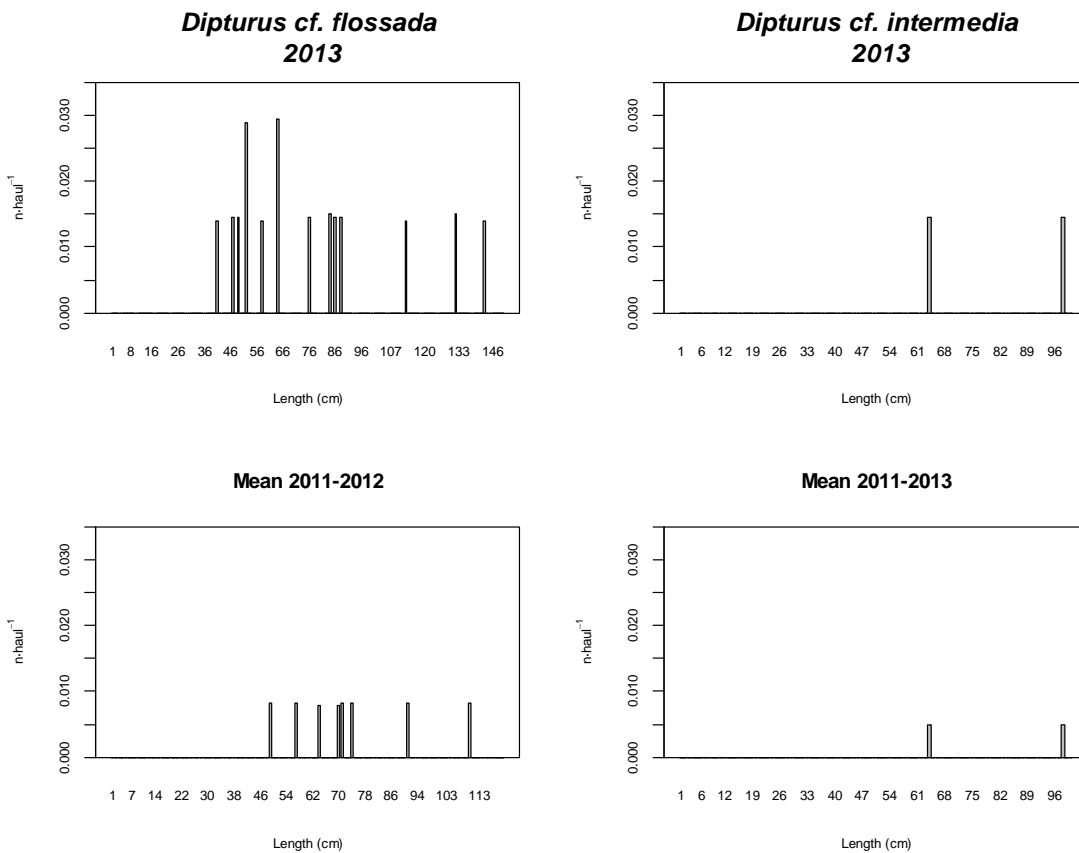 Dipturus cf. flossada
2013
n·haul⁻¹
0.030
0.020
0.010
0.000
1 8 16 26 36 46 56 66 76 86 96 107 120 133 146
Length (cm)
Dipturus cf. intermedia
2013
n·haul⁻¹
0.030
0.020
0.010
0.000
1 6 12 19 26 33 40 47 54 61 68 75 82 89 96
Length (cm)
Mean 2011-2012
n·haul⁻¹
0.030
0.020
0.010
0.000
1 7 14 22 30 38 46 54 62 70 78 86 94 103 113
Length (cm)
Mean 2011-2013
n·haul⁻¹
0.030
0.020
0.010
0.000
1 6 12 19 26 33 40 47 54 61 68 75 82 89 96
Length (cm)